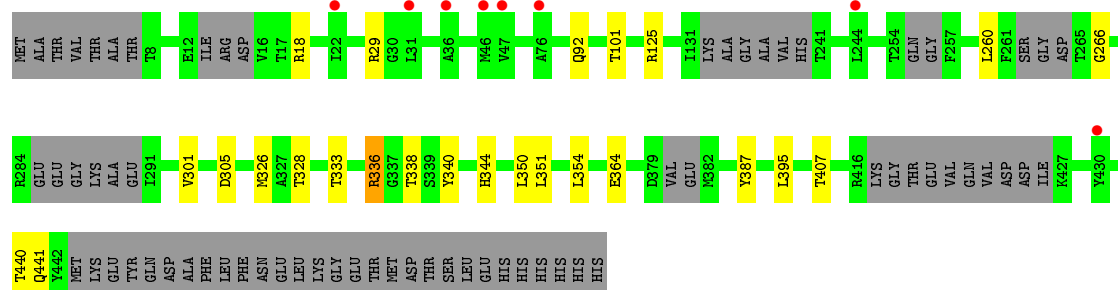 MET ALA THR VAL THR ALA THR T8 E12 ILE ARG ASP V16 T17 R18 I22 R29 G30 L31 A36 M46 V47 A76 Q92 T101 R125 I131 LYS ALA GLY ALA VAL HIS T241 L244 T254 GLN GLY F257 L260 F261 SER GLY ASP T265 G266
R284 GLU GLU GLY LYS ALA GLU I291 V301 D305 M326 A327 T328 T333 R336 G337 T338 S339 Y340 H344 L350 L351 L354 E364 D379 VAL GLU M382 Y387 L395 T407 R416 LYS GLY THR GLU VAL GLN VAL ASP ASP ILE K427 Y430
T440 Q441 Y442 MET LYS GLU TYR GLN ASP ALA PHE LEU PHE ASN GLU LEU LYS GLY GLU THR MET ASP THR SER LEU GLU HIS HIS HIS HIS HIS HIS